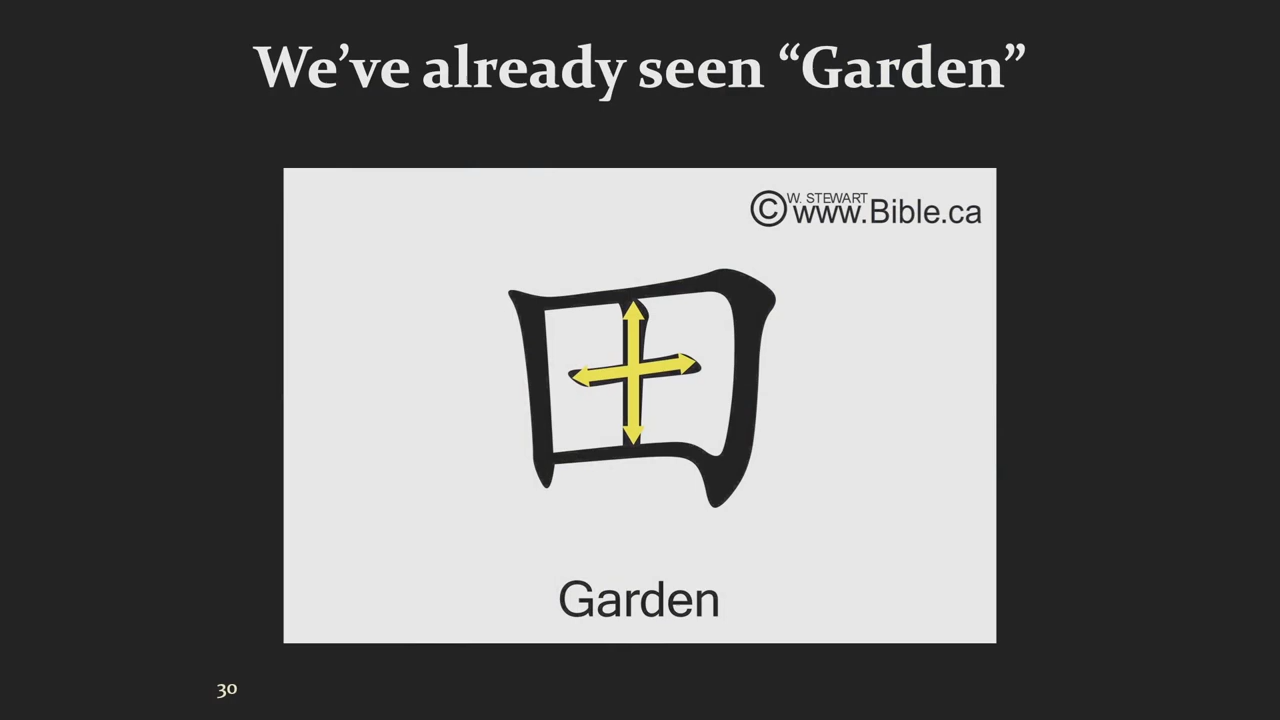 We’ve already seen “Garden”
© W. STEWART
www.Bible.ca
田
Garden
30